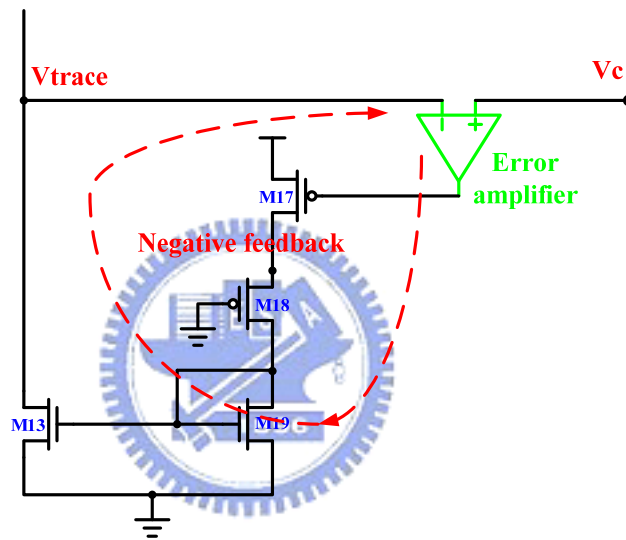 Vtrace
Vc
+
Error
amplifier
M17
Negative feedback
M18
M13
M19